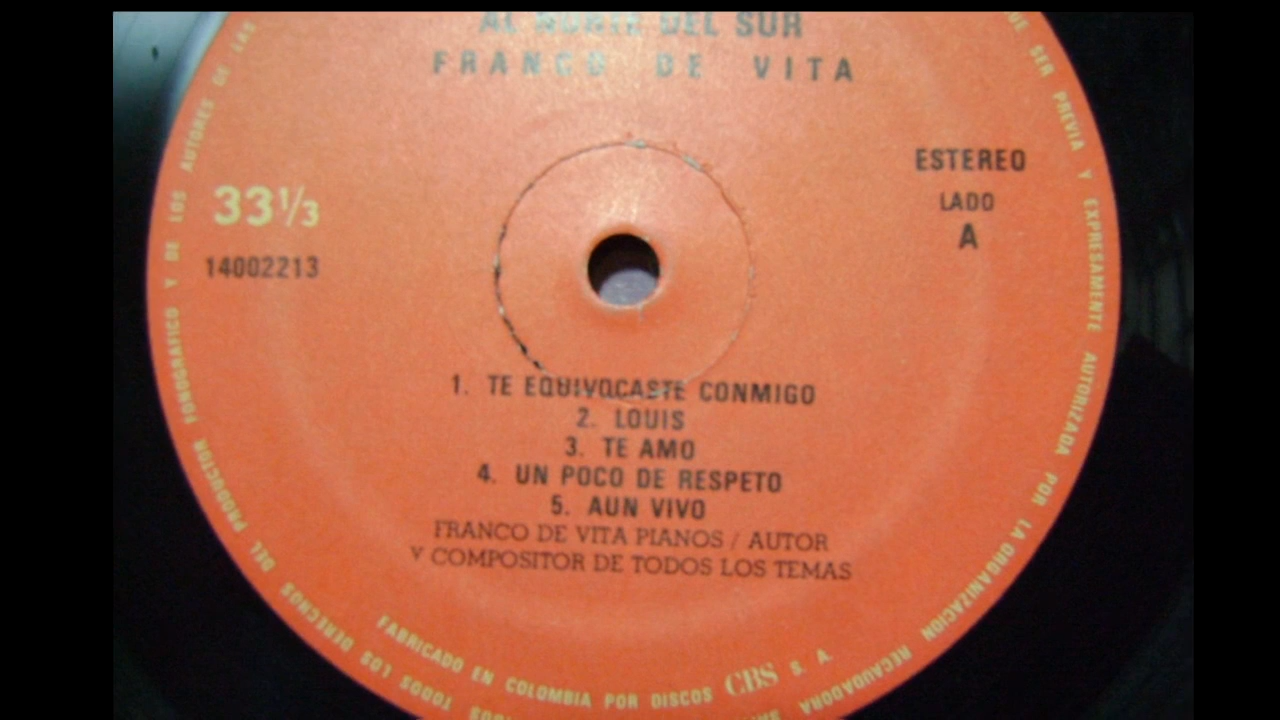 AL NORTE DEL SUR
FRANCO DE VITA
ESTEREO
LADO
A
33⅓
14002213
1. TE EQUIVOCASTE CONMIGO
2. LOUIS
3. TE AMO
4. UN POCO DE RESPETO
5. AUN VIVO
FRANCO DE VITA PIANOS / AUTOR
Y COMPOSITOR DE TODOS LOS TEMAS
FABRICADO EN COLOMBIA POR DISCOS CBS S. A.
TODOS LOS DERECHOS DEL PRODUCTOR FONOGRAFICO Y DE LOS AUTORES DE LAS
SER PREVIA Y EXPRESAMENTE AUTORIZADA POR LA ORGANIZACION RECAUDADORA